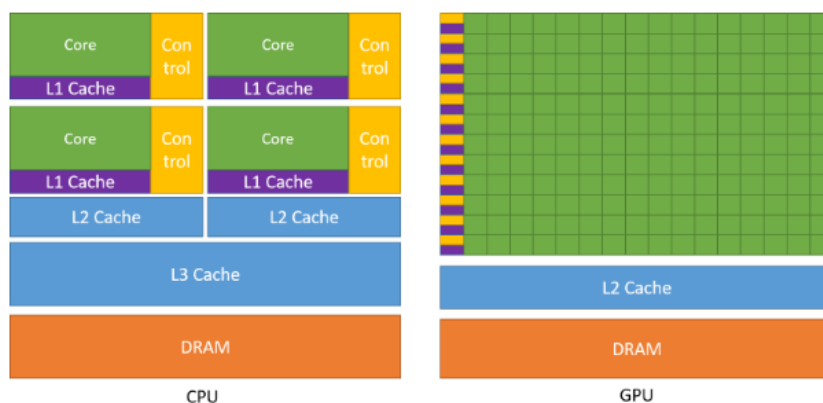 Core
Con
trol
L1 Cache
Core
Con
trol
L1 Cache
Core
Con
trol
L1 Cache
Core
Con
trol
L1 Cache
L2 Cache
L2 Cache
L3 Cache
DRAM
CPU
L2 Cache
DRAM
GPU